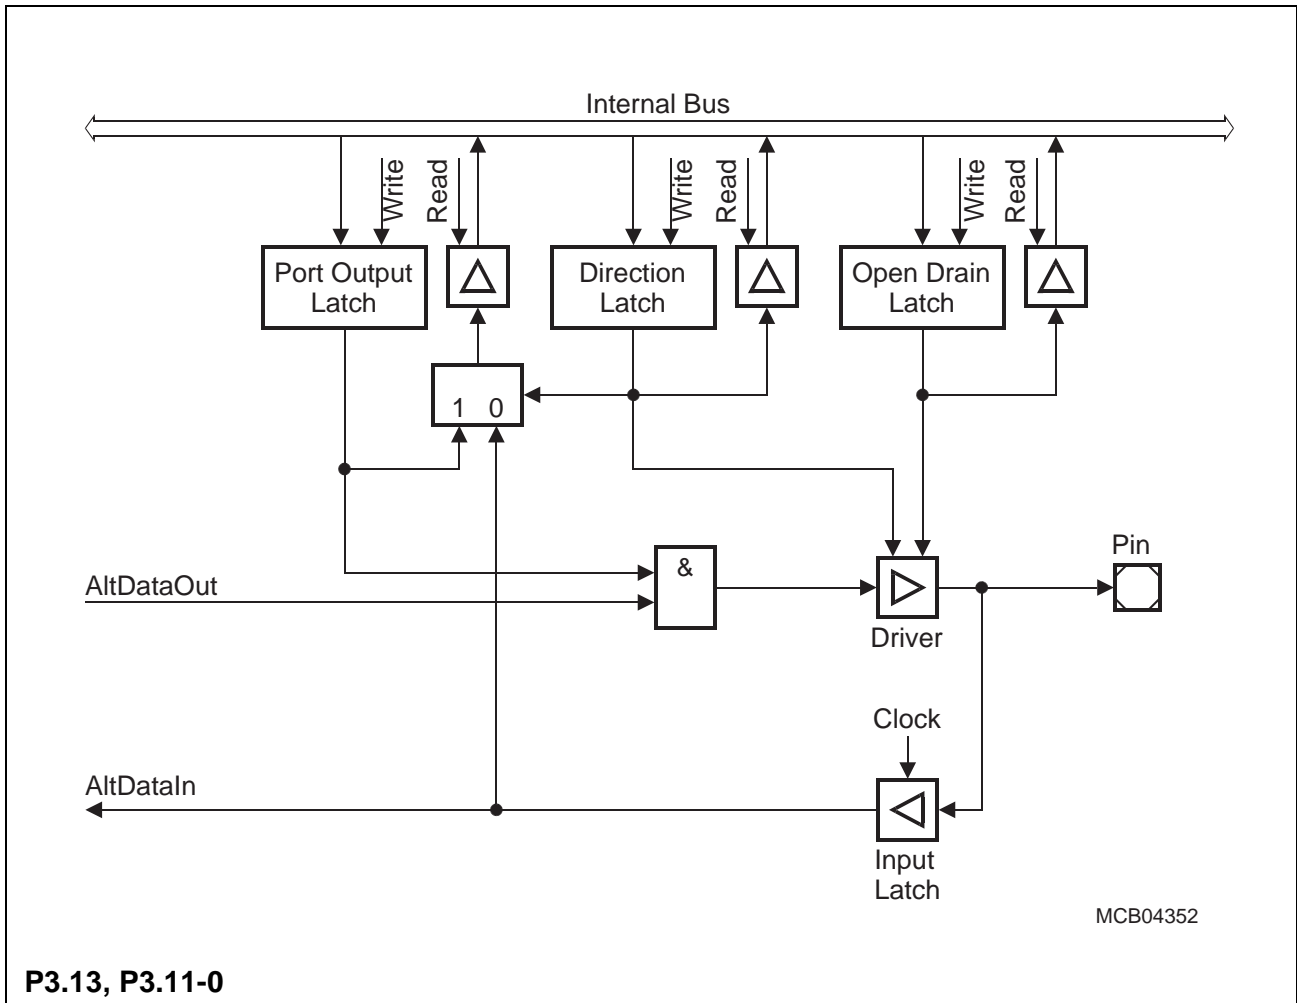 Internal Bus
Write
Read
Write
Read
Write
Read
Port Output
Latch
Direction
Latch
Open Drain
Latch
1 0
&
Pin
AltDataOut
Driver
Clock
AltDataIn
Input
Latch
MCB04352
P3.13, P3.11-0